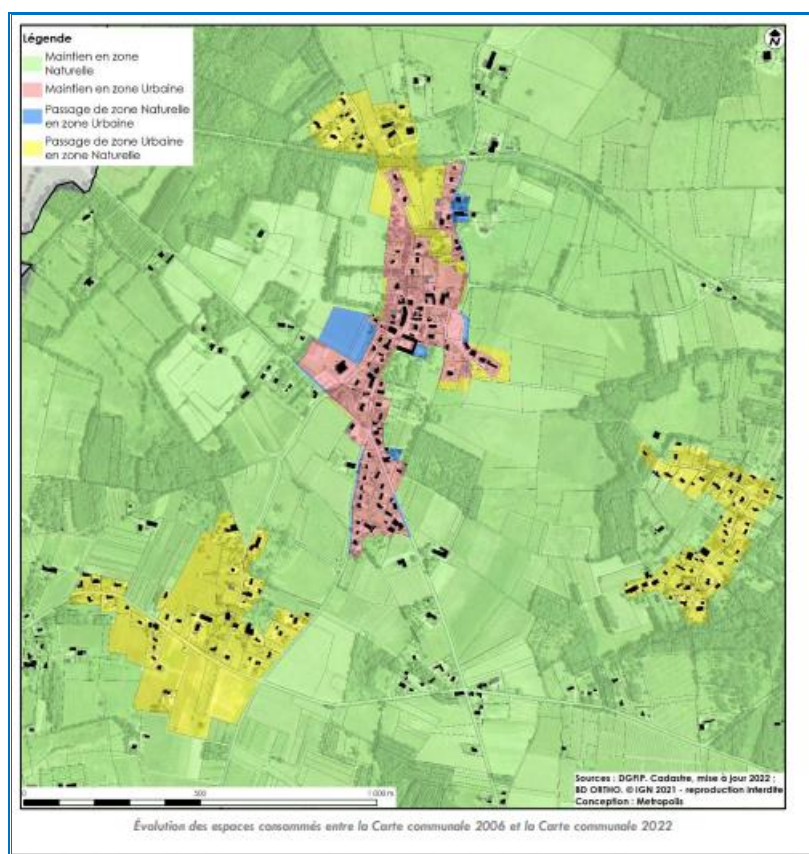 Légende
Maintien en zone
Naturelle
Maintien en zone Urbaine
Passage de zone Naturelle
en zone Urbaine
Passage de zone Urbaine
en zone Naturelle
N
0 500 1 000 m
Sources : DGFIP. Cadastre, mise à jour 2022 ;
BD ORTHO. © IGN 2021 - reproduction interdite
Conception : Metropolis
Évolution des espaces consommés entre la Carte communale 2006 et la Carte communale 2022